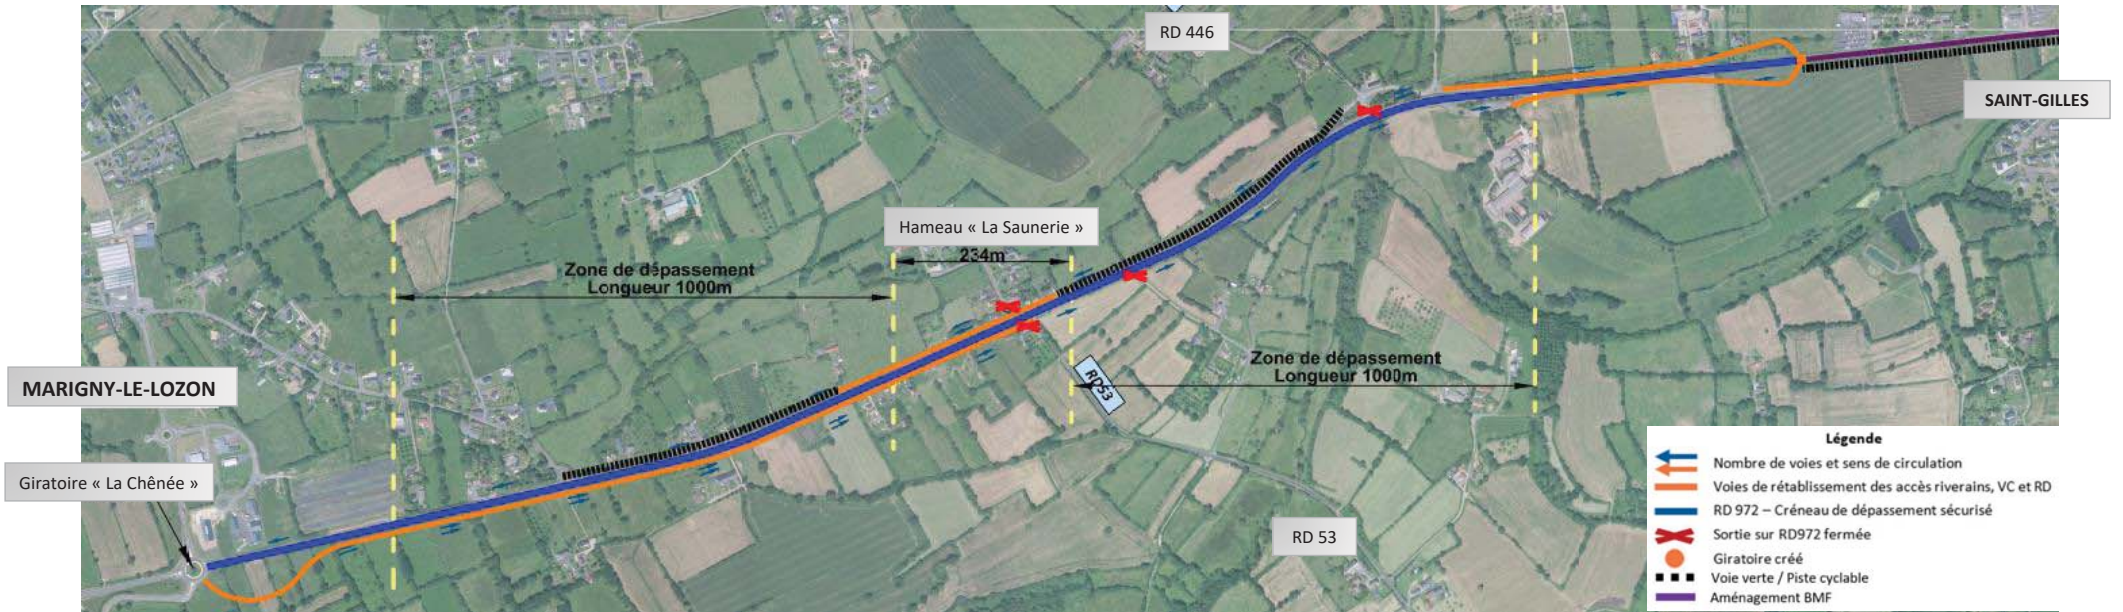 RD 446
SAINT-GILLES
Hameau « La Saunerie »
234m
Zone de dépassement
Longueur 1000m
Zone de dépassement
Longueur 1000m
RD53
MARIGNY-LE-LOZON
Giratoire « La Chênée »
RD 53
Légende
Nombre de voies et sens de circulation
Voies de rétablissement des accès riverains, VC et RD
RD 972 – Créneau de dépassement sécurisé
Sortie sur RD972 fermée
Giratoire créé
Voie verte / Piste cyclable
Aménagement BMF